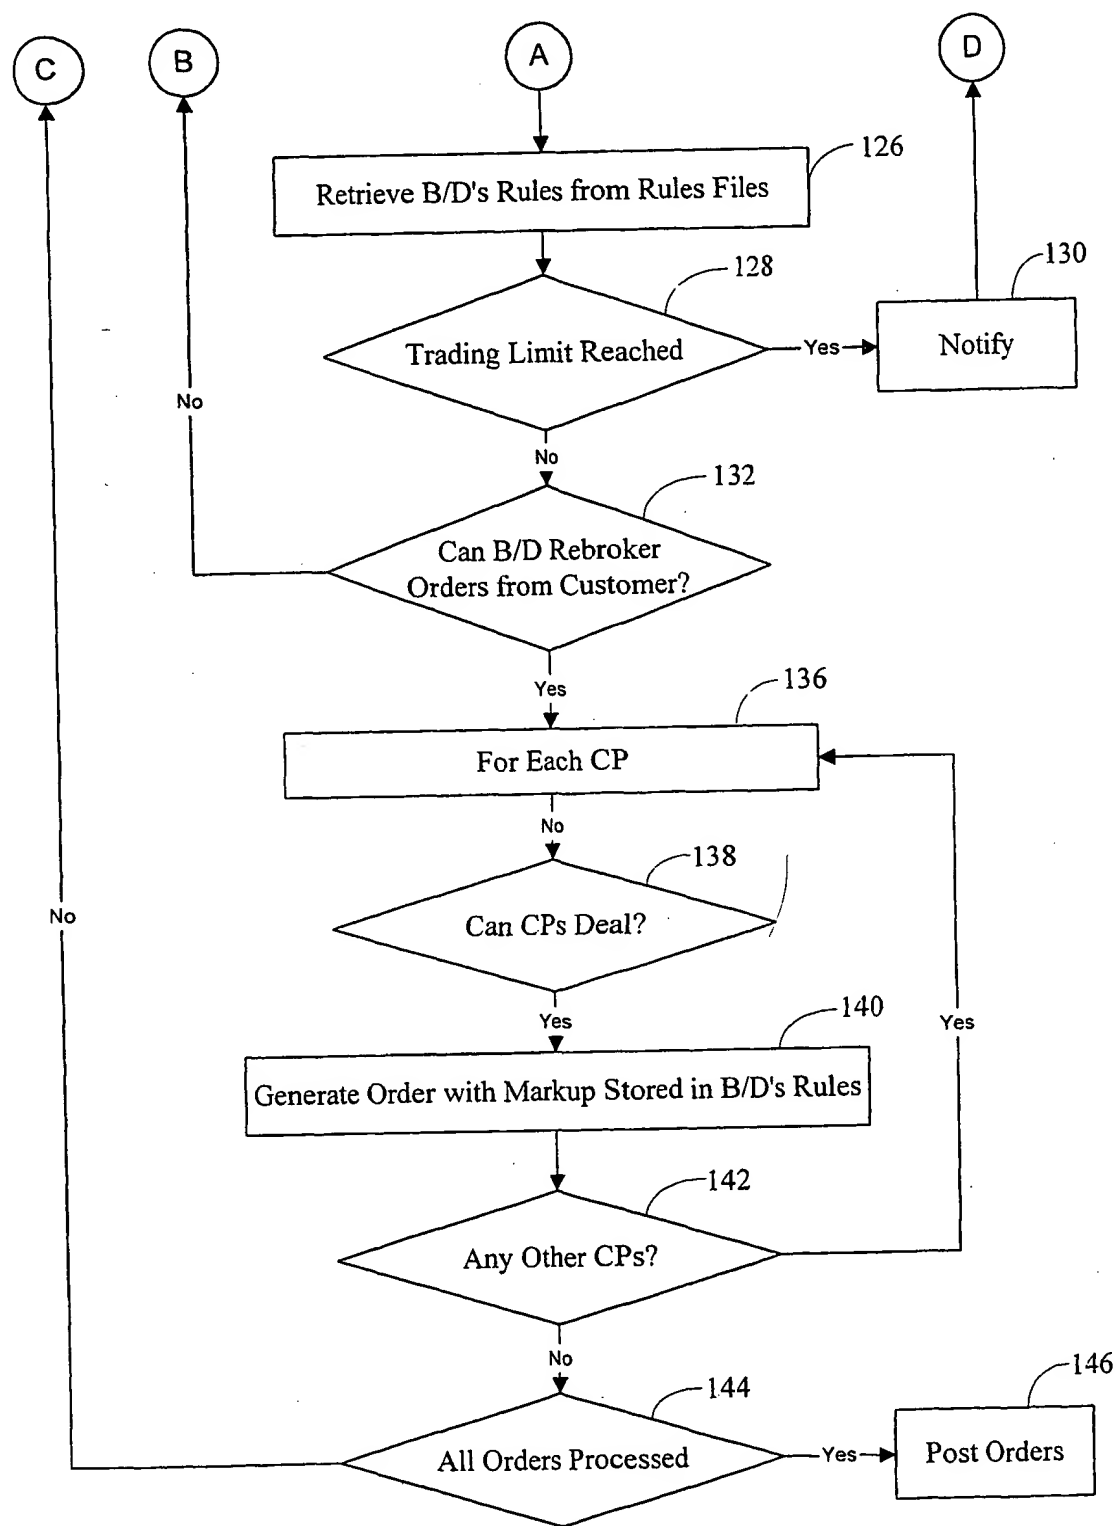 C
B
A
D
126
Retrieve B/D's Rules from Rules Files
128
130
Trading Limit Reached
Yes
Notify
No
No
132
Can B/D Rebroker
Orders from Customer?
Yes
136
For Each CP
No
138
No
Can CPs Deal?
Yes
140
Yes
Generate Order with Markup Stored in B/D's Rules
142
Any Other CPs?
No
144
146
All Orders Processed
Yes
Post Orders